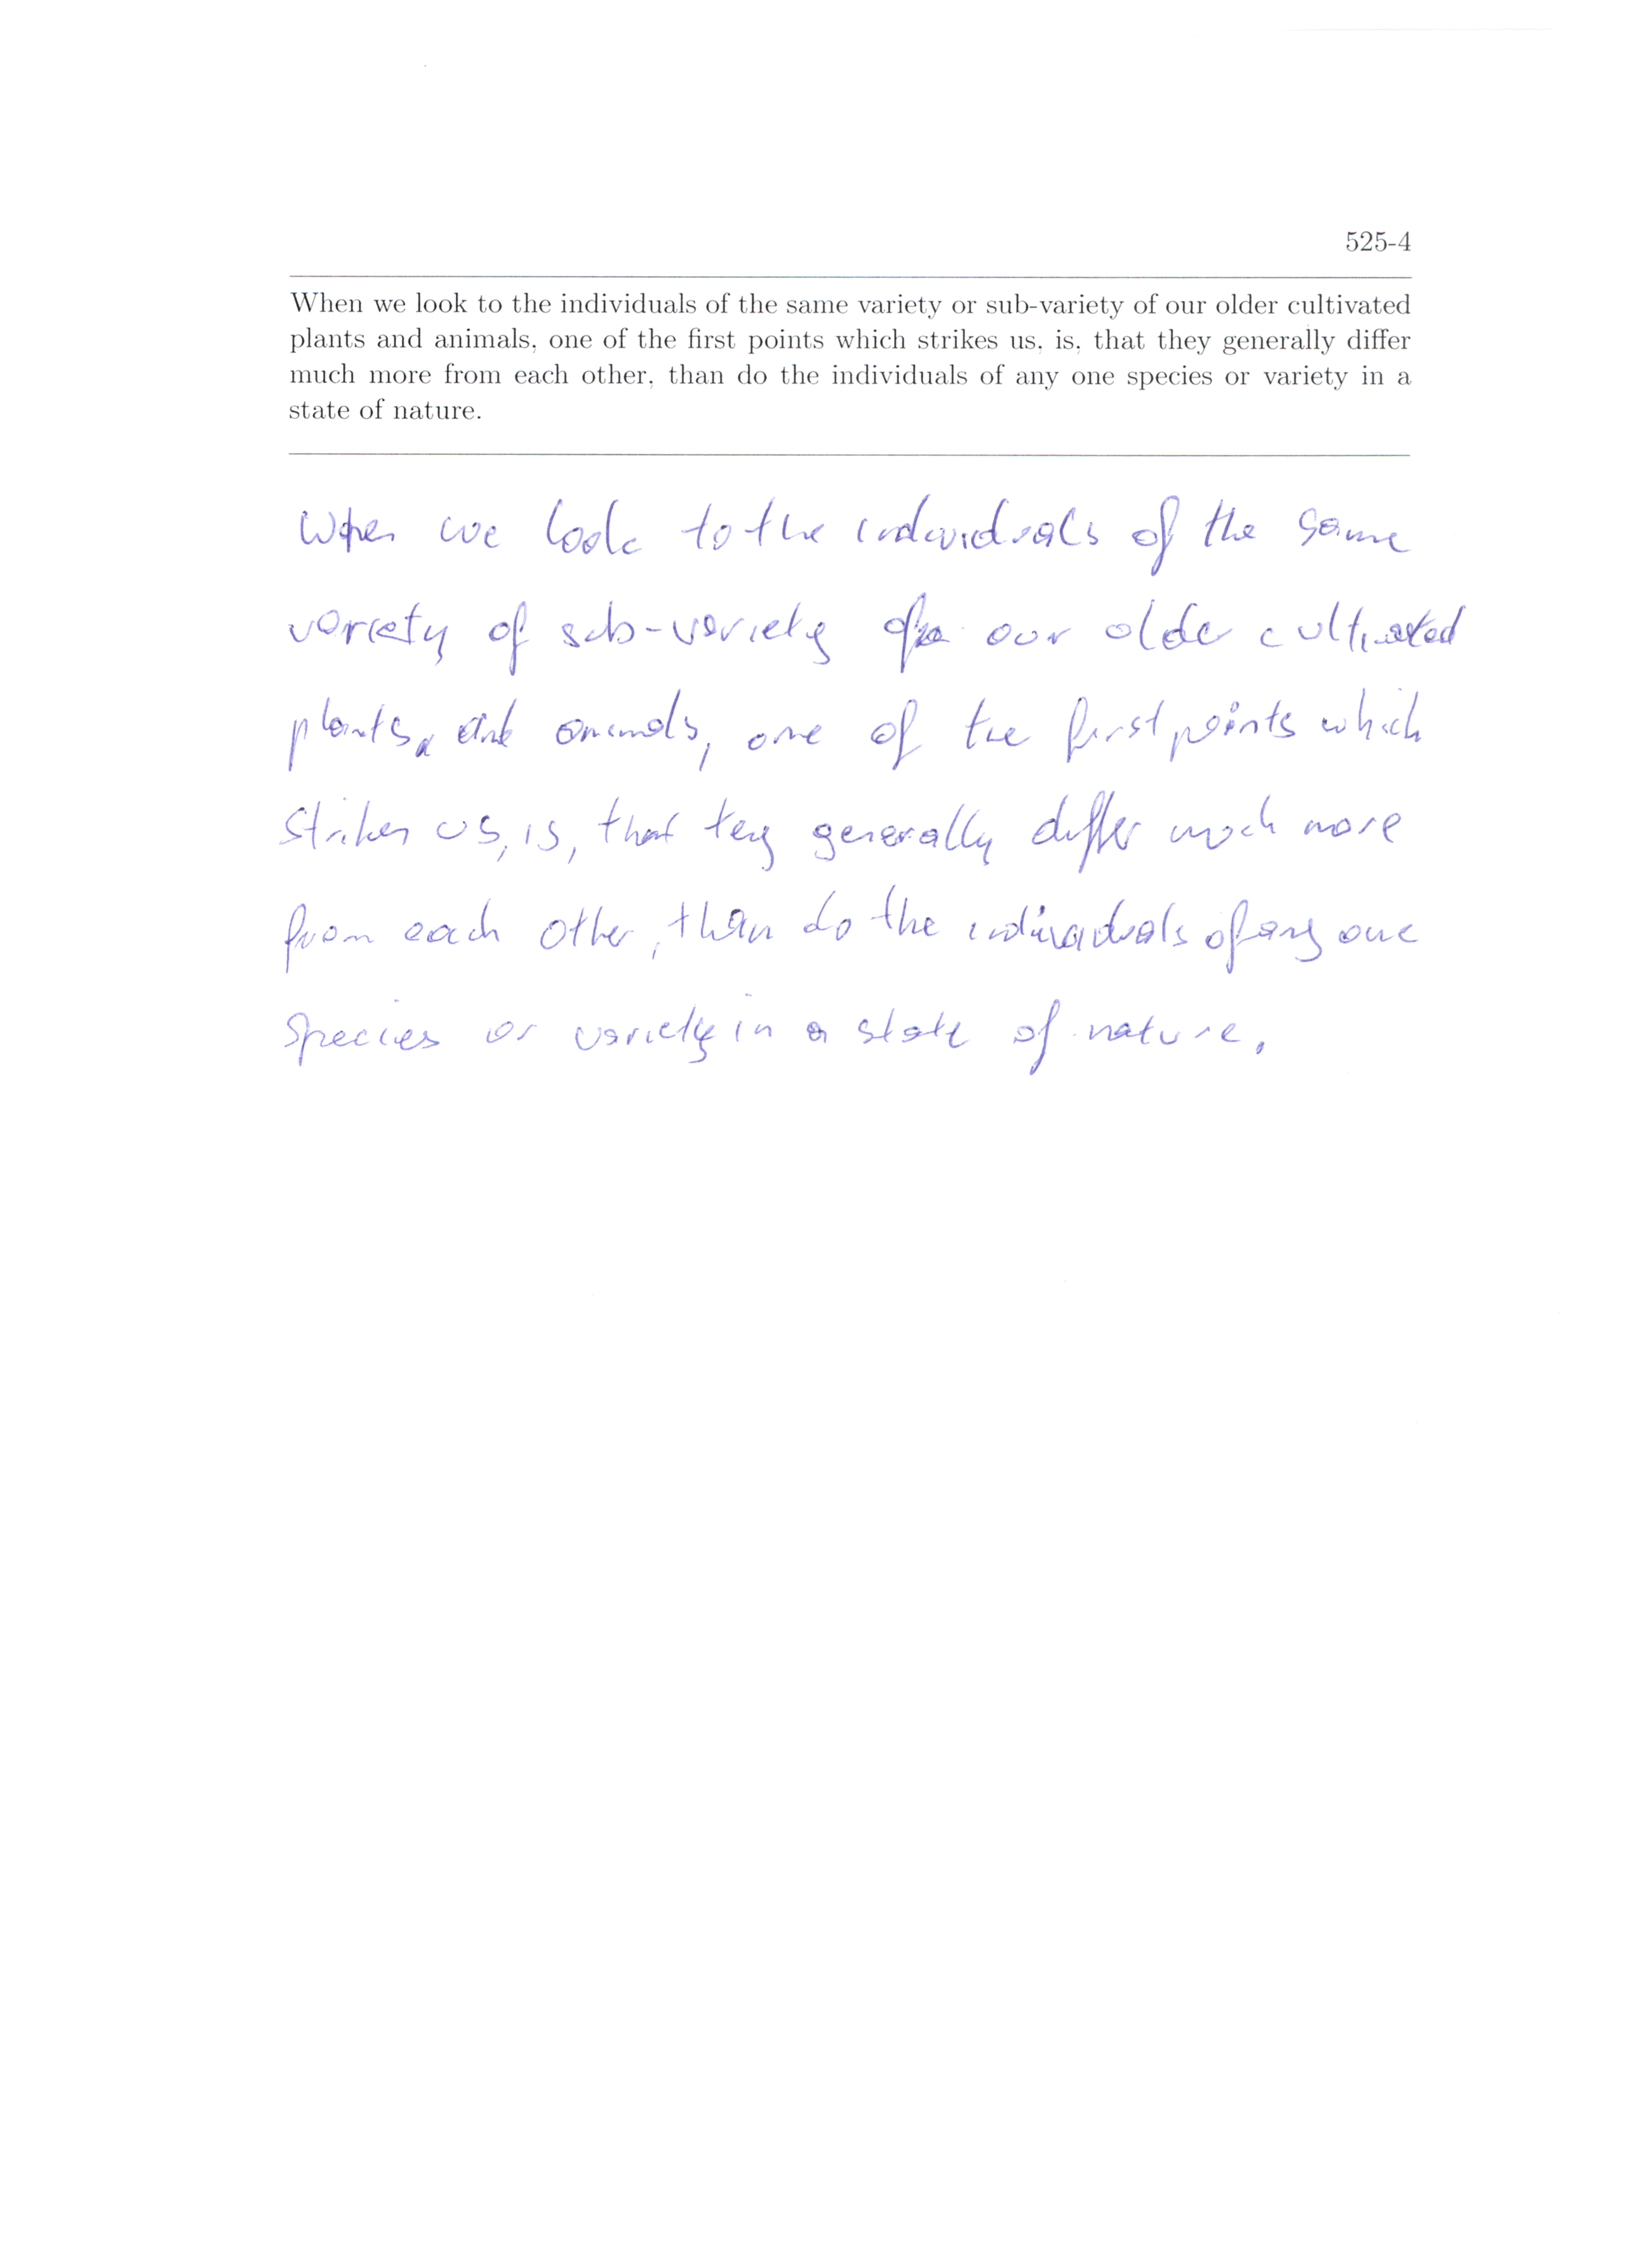 525-4
When we look to the individuals of the same variety or sub-variety of our older cultivated
plants and animals, one of the first points which strikes us, is, that they generally differ
much more from each other, than do the individuals of any one species or variety in a
state of nature.
When we look to the individuals of the same
variety of sub-variety of our older cultivated
plants, and animals, one of the first points which
strikes us, is, that tey generally differ much more
from each other, than do the individuals of any one
species or variety in a state of nature.